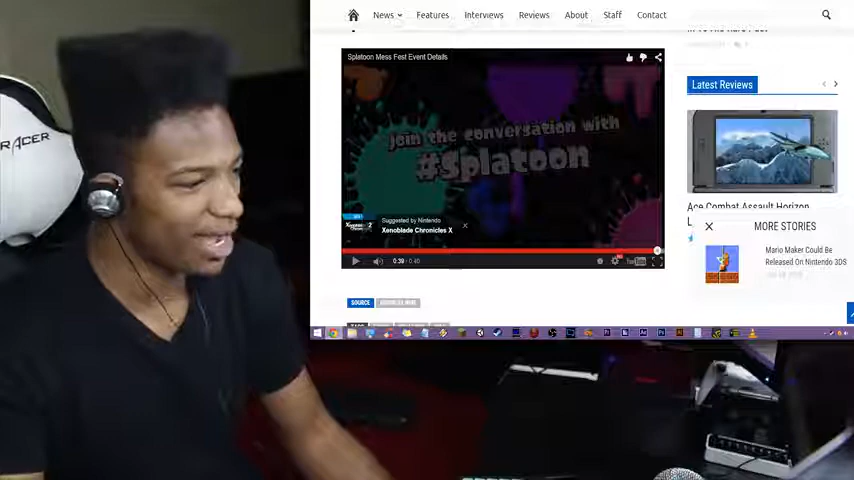 News
Features
Interviews
Reviews
About
Staff
Contact
Splatoon Mess Fest Event Details
join the conversation with
#Splatoon
Suggested by Nintendo
Xenoblade Chronicles X
0:39 / 0:40
SOURCE
Latest Reviews
Ace Combat Assault Horizon
L
MORE STORIES
Mario Maker Could Be
Released On Nintendo 3DS
RACER